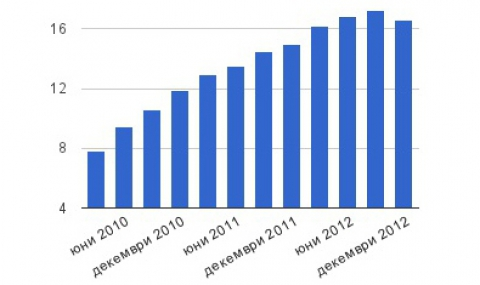 16
12
8
4
юни 2010
декември 2010
юни 2011
декември 2011
юни 2012
декември 2012